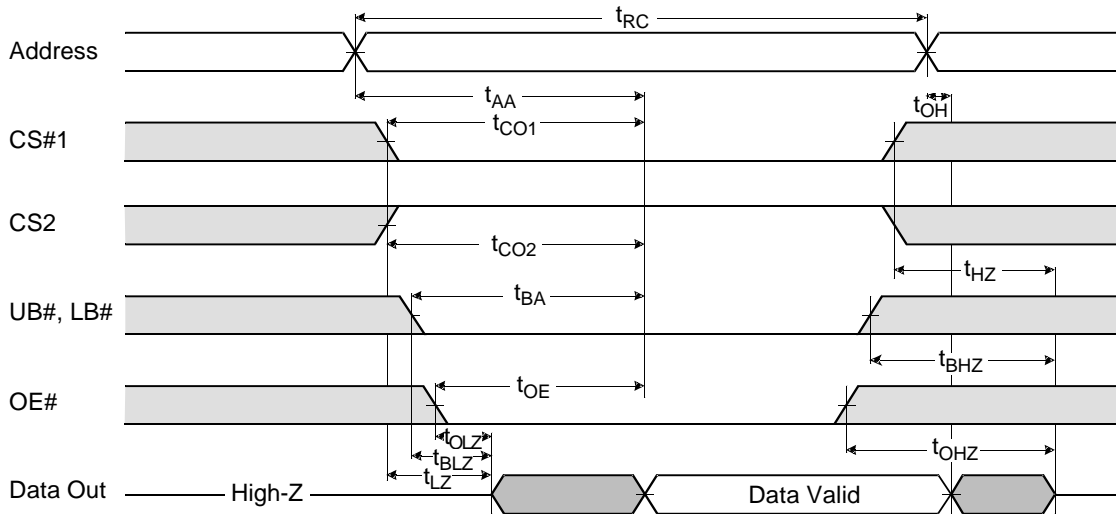 tRC
Address
tAA
tOH
tCO1
CS#1
CS2
tCO2
tHZ
tBA
UB#, LB#
tBHZ
tOE
OE#
tOLZ
tOHZ
tBLZ
tLZ
Data Out High-Z Data Valid